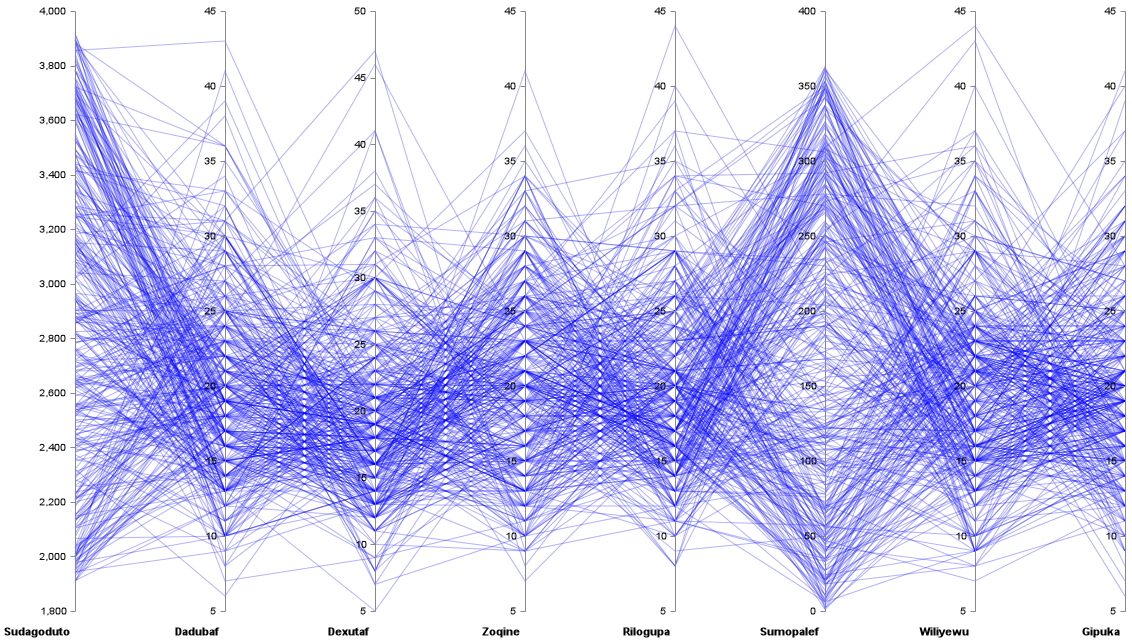 4,000 45 50 45 45 400 45 45
3,800 40 45 40 40 350 40 40
3,600 35 40 35 35 300 35 35
3,400 30 35 30 30 250 30 30
3,200 25 30 25 25 200 25 25
3,000 20 25 20 20 150 20 20
2,800 15 20 15 15 100 15 15
2,600 10 15 10 10 50 10 10
2,400 5 10 5 5 0 5 5
2,200 5
2,000
1,800
Sudagoduto Dadubaf Dexutaf Zoqine Rilogupa Sumopalef Wiliyewu Gipuka